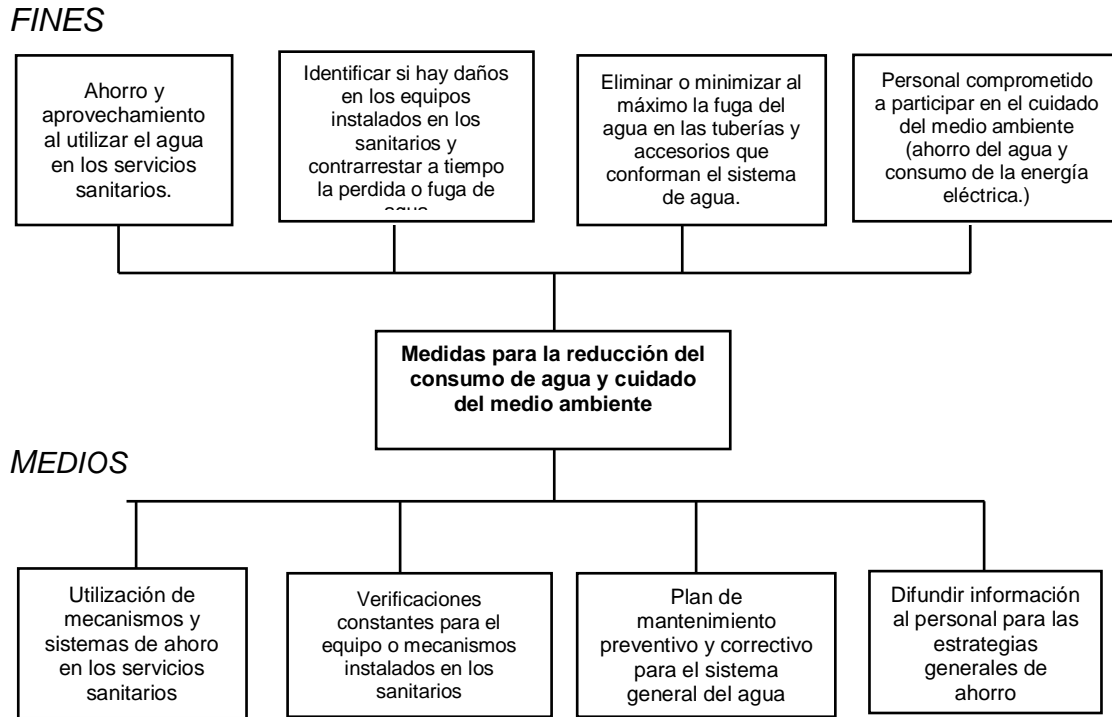 FINES
Ahorro y
aprovechamiento
al utilizar el agua
en los servicios
sanitarios.
Identificar si hay daños
en los equipos
instalados en los
sanitarios y
contrarrestar a tiempo
la perdida o fuga de
agua
Eliminar o minimizar al
máximo la fuga del
agua en las tuberías y
accesorios que
conforman el sistema
de agua.
Personal comprometido
a participar en el cuidado
del medio ambiente
(ahorro del agua y
consumo de la energía
eléctrica.)
Medidas para la reducción del
consumo de agua y cuidado
del medio ambiente
MEDIOS
Utilización de
mecanismos y
sistemas de ahoro
en los servicios
sanitarios
Verificaciones
constantes para el
equipo o mecanismos
instalados en los
sanitarios
Plan de
mantenimiento
preventivo y correctivo
para el sistema
general del agua
Difundir información
al personal para las
estrategias
generales de
ahorro